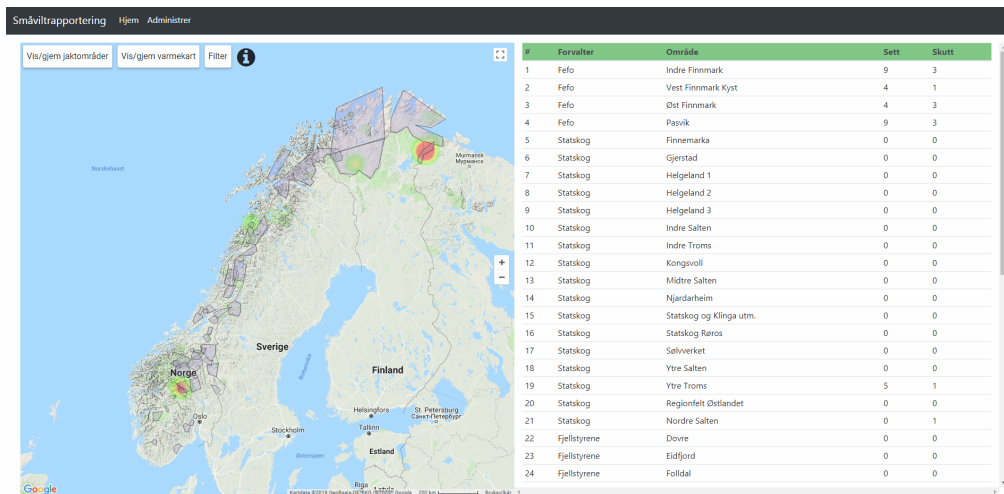 Småviltrapportering Hjem Administrer
Vis/gjem jaktområder Vis/gjem varmekart Filter
Norskehavet
Murmansk
Мурманск
Sverige
Norge
Finland
Oslo
Stockholm
Helsingfors
Tallinn
St. Petersburg
Санкт-Петербург
Estland
Østersjøen
Riga
Google
Kartdata ©2018 Google 200 km
# Forvalter Område Sett Skutt
1 Fefo Indre Finnmark 9 3
2 Fefo Vest Finnmark Kyst 4 1
3 Fefo Øst Finnmark 4 3
4 Fefo Pasvik 9 3
5 Statskog Finnemarka 0 0
6 Statskog Gjerstad 0 0
7 Statskog Helgeland 1 0 0
8 Statskog Helgeland 2 0 0
9 Statskog Helgeland 3 0 0
10 Statskog Indre Salten 0 0
11 Statskog Indre Troms 0 0
12 Statskog Kongsvoll 0 0
13 Statskog Midtre Salten 0 0
14 Statskog Njardarheim 0 0
15 Statskog Statskog og Klinga utm. 0 0
16 Statskog Statskog Røros 0 0
17 Statskog Sølvverket 0 0
18 Statskog Ytre Salten 0 0
19 Statskog Ytre Troms 5 1
20 Statskog Regionfelt Østlandet 0 0
21 Statskog Nordre Salten 0 1
22 Fjellstyrene Dovre 0 0
23 Fjellstyrene Eidfjord 0 0
24 Fjellstyrene Folldal 0 0